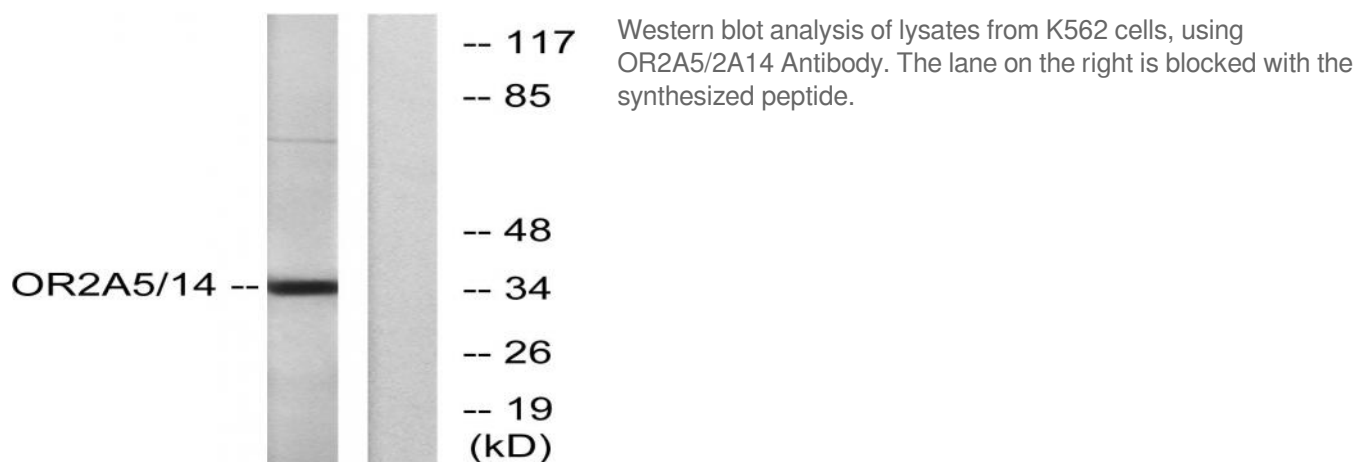 -- 117
-- 85
-- 48
OR2A5/14 --
-- 34
-- 26
-- 19
(kD)
Western blot analysis of lysates from K562 cells, using
OR2A5/2A14 Antibody. The lane on the right is blocked with the
synthesized peptide.